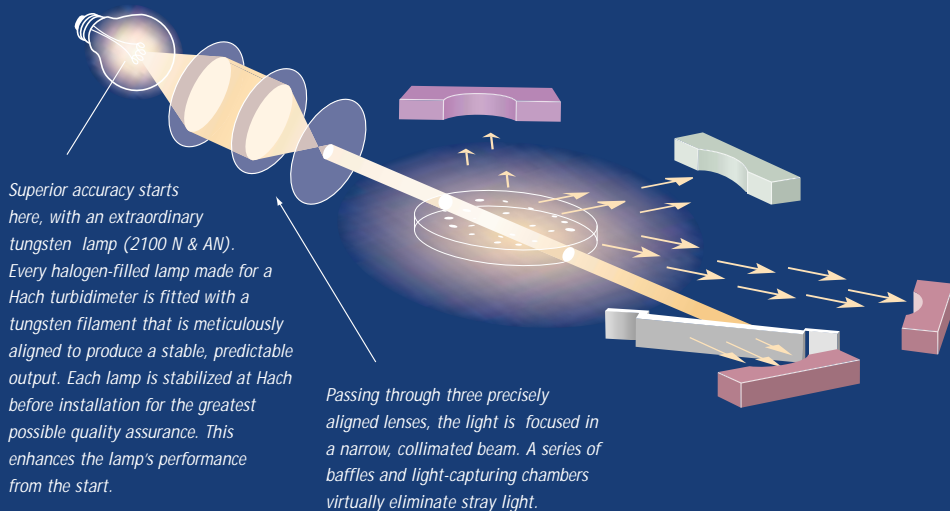 Superior accuracy starts
here, with an extraordinary
tungsten lamp (2100 N & AN).
Every halogen-filled lamp made for a
Hach turbidimeter is fitted with a
tungsten filament that is meticulously
aligned to produce a stable, predictable
output. Each lamp is stabilized at Hach
before installation for the greatest
possible quality assurance. This
enhances the lamp's performance
from the start.
Passing through three precisely
aligned lenses, the light is focused in
a narrow, collimated beam. A series of
baffles and light-capturing chambers
virtually eliminate stray light.